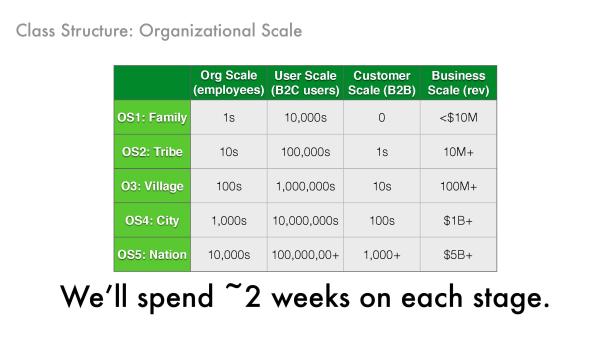 Class Structure: Organizational Scale
Org Scale (employees) User Scale (B2C users) Customer Scale (B2B) Business Scale (rev)
OS1: Family 1s 10,000s 0 <$10M
OS2: Tribe 10s 100,000s 1s 10M+
O3: Village 100s 1,000,000s 10s 100M+
OS4: City 1,000s 10,000,000s 100s $1B+
OS5: Nation 10,000s 100,000,00+ 1,000+ $5B+
We'll spend ~2 weeks on each stage.